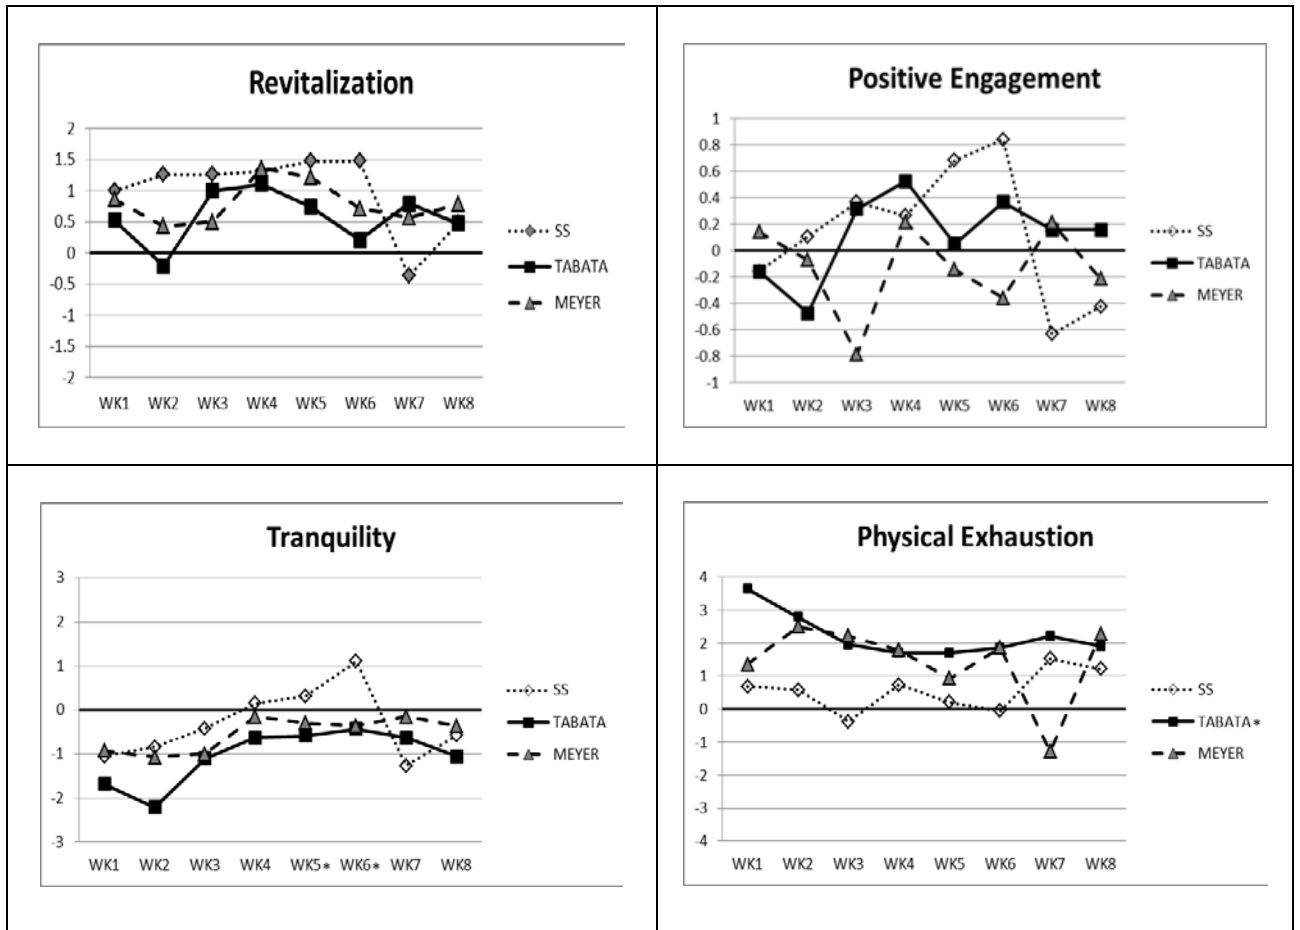 Revitalization
2
1.5
1
0.5
0
-0.5
-1
-1.5
-2
WK1 WK2 WK3 WK4 WK5 WK6 WK7 WK8
SS
TABATA
MEYER
Positive Engagement
1
0.8
0.6
0.4
0.2
0
-0.2
-0.4
-0.6
-0.8
-1
WK1 WK2 WK3 WK4 WK5 WK6 WK7 WK8
SS
TABATA
MEYER
Tranquility
3
2
1
0
-1
-2
-3
WK1 WK2 WK3 WK4 WK5* WK6* WK7 WK8
SS
TABATA
MEYER
Physical Exhaustion
4
3
2
1
0
-1
-2
-3
-4
WK1 WK2 WK3 WK4 WK5 WK6 WK7 WK8
SS
TABATA*
MEYER